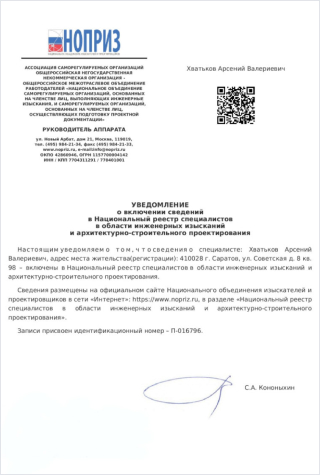 НОПРИЗ
АССОЦИАЦИЯ САМОРЕГУЛИРУЕМЫХ ОРГАНИЗАЦИЙ
ОБЩЕРОССИЙСКАЯ НЕГОСУДАРСТВЕННАЯ
НЕКОММЕРЧЕСКАЯ ОРГАНИЗАЦИЯ –
ОБЩЕРОССИЙСКОЕ МЕЖОТРАСЛЕВОЕ ОБЪЕДИНЕНИЕ
РАБОТОДАТЕЛЕЙ «НАЦИОНАЛЬНОЕ ОБЪЕДИНЕНИЕ
САМОРЕГУЛИРУЕМЫХ ОРГАНИЗАЦИЙ, ОСНОВАННЫХ
НА ЧЛЕНСТВЕ ЛИЦ, ВЫПОЛНЯЮЩИХ ИНЖЕНЕРНЫЕ
ИЗЫСКАНИЯ, И САМОРЕГУЛИРУЕМЫХ ОРГАНИЗАЦИЙ,
ОСНОВАННЫХ НА ЧЛЕНСТВЕ ЛИЦ,
ОСУЩЕСТВЛЯЮЩИХ ПОДГОТОВКУ ПРОЕКТНОЙ
ДОКУМЕНТАЦИИ»
РУКОВОДИТЕЛЬ АППАРАТА
ул. Новый Арбат, дом 21, Москва, 119019,
тел. (495) 984-21-34, факс (495) 984-21-33,
www.nopriz.ru, e-mail:info@nopriz.ru
ОКПО 42860946, ОГРН 1157700004142
ИНН / КПП 7704311291 / 770401001
Хватьков Арсений Валериевич
УВЕДОМЛЕНИЕ
о включении сведений
в Национальный реестр специалистов
в области инженерных изысканий
и архитектурно-строительного проектирования
Настоящим уведомляем о том, что сведения о специалисте: Хватьков Арсений
Валериевич, адрес места жительства(регистрации): 410028 г. Саратов, ул. Советская д. 8 кв.
98 – включены в Национальный реестр специалистов в области инженерных изысканий и
архитектурно-строительного проектирования.
Сведения размещены на официальном сайте Национального объединения изыскателей и
проектировщиков в сети «Интернет»: https://www.nopriz.ru, в разделе «Национальный реестр
специалистов в области инженерных изысканий и архитектурно-строительного
проектирования».
Записи присвоен идентификационный номер – П-016796.
С.А. Кононыхин